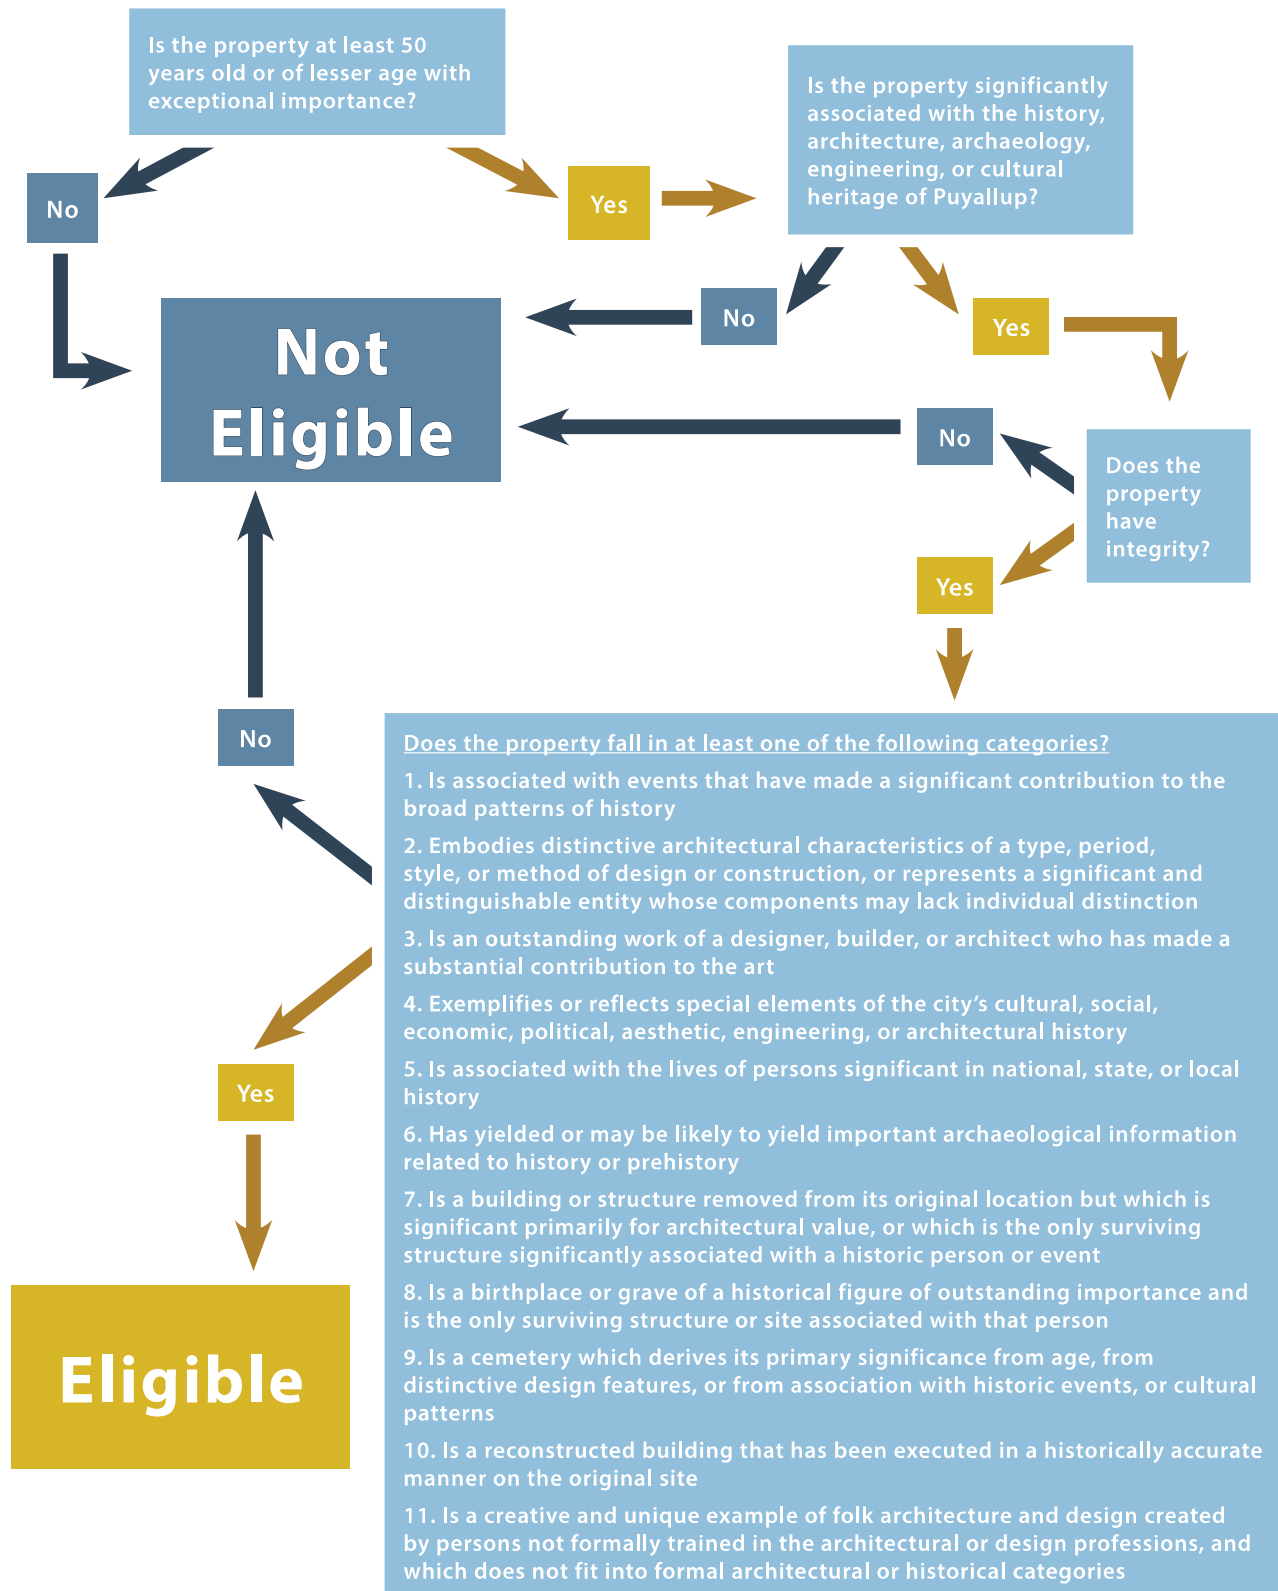 Is the property at least 50
years old or of lesser age with
exceptional importance?
Is the property significantly
associated with the history,
architecture, archaeology,
engineering, or cultural
heritage of Puyallup?
No
Yes
No
Yes
Not
Eligible
No
Does the
property
have
integrity?
Yes
No
Does the property fall in at least one of the following categories?
1. Is associated with events that have made a significant contribution to the
broad patterns of history
2. Embodies distinctive architectural characteristics of a type, period,
style, or method of design or construction, or represents a significant and
distinguishable entity whose components may lack individual distinction
3. Is an outstanding work of a designer, builder, or architect who has made a
substantial contribution to the art
4. Exemplifies or reflects special elements of the city’s cultural, social,
economic, political, aesthetic, engineering, or architectural history
5. Is associated with the lives of persons significant in national, state, or local
history
6. Has yielded or may be likely to yield important archaeological information
related to history or prehistory
7. Is a building or structure removed from its original location but which is
significant primarily for architectural value, or which is the only surviving
structure significantly associated with a historic person or event
8. Is a birthplace or grave of a historical figure of outstanding importance and
is the only surviving structure or site associated with that person
9. Is a cemetery which derives its primary significance from age, from
distinctive design features, or from association with historic events, or cultural
patterns
10. Is a reconstructed building that has been executed in a historically accurate
manner on the original site
11. Is a creative and unique example of folk architecture and design created
by persons not formally trained in the architectural or design professions, and
which does not fit into formal architectural or historical categories
Yes
Eligible